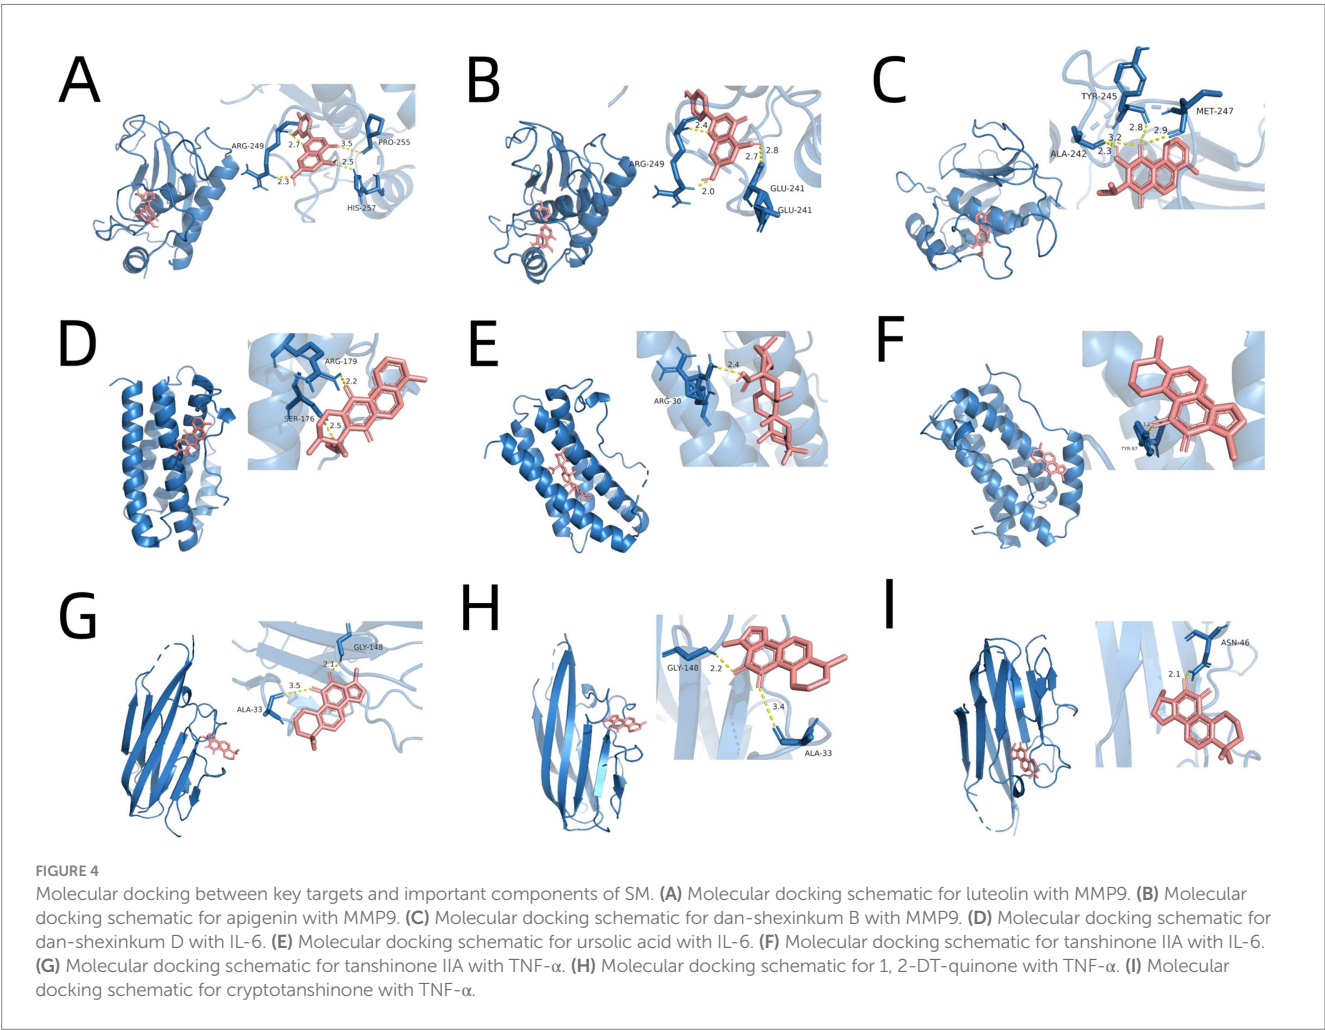 A
ARG-249
2.7
3.5
PRO-255
2.5
2.3
HIS-257
B
2.4
ARG-249
2.8
2.7
2.0
GLU-241
GLU-241
C
TYR-245
MET-247
2.8
2.9
3.2
2.3
ALA-242
D
ARG-179
2.2
SER-176
2.5
E
2.4
ARG-30
F
TYR-97
G
GLY-148
2.1
3.5
ALA-33
H
GLY-148
2.2
3.4
ALA-33
I
ASN-46
2.1
FIGURE 4
Molecular docking between key targets and important components of SM. (A) Molecular docking schematic for luteolin with MMP9. (B) Molecular
docking schematic for apigenin with MMP9. (C) Molecular docking schematic for dan-shexinkum B with MMP9. (D) Molecular docking schematic for
dan-shexinkum D with IL-6. (E) Molecular docking schematic for ursolic acid with IL-6. (F) Molecular docking schematic for tanshinone IIA with IL-6.
(G) Molecular docking schematic for tanshinone IIA with TNF-α. (H) Molecular docking schematic for 1, 2-DT-quinone with TNF-α. (I) Molecular
docking schematic for cryptotanshinone with TNF-α.